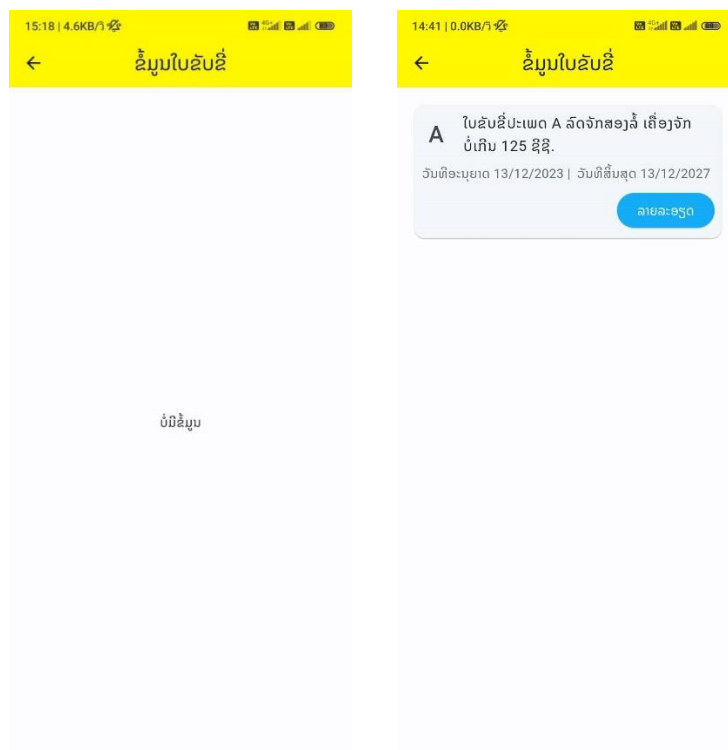 15:18 | 4.6KB/ວິ
ຂໍ້ມູນໃບຂັບຂີ່
ບໍ່ມີຂໍ້ມູນ
14:41 | 0.0KB/ວິ
ຂໍ້ມູນໃບຂັບຂີ່
A
ໃບຂັບຂີ່ປະເພດ A ລົດຈັກສອງລໍ້ ເຄື່ອງຈັກ
ບໍ່ເກີນ 125 ຊີຊີ.
ວັນທີອະນຸຍາດ 13/12/2023 | ວັນທີສິ້ນສຸດ 13/12/2027
ລາຍລະອຽດ